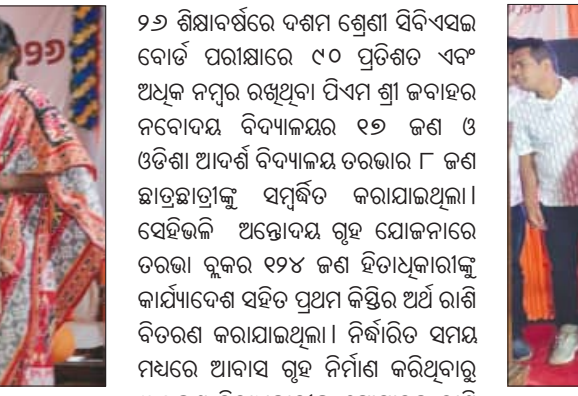 ୨୬ ଶିକ୍ଷାବର୍ଷରେ ଦଶମ ଶ୍ରେଣୀ ସିବିଏସଇ
ବୋର୍ଡ ପରୀକ୍ଷାରେ ୯୦ ପ୍ରତିଶତ ଏବଂ
ଅଧିକ ନମ୍ବର ରଖିଥିବା ପିଏମ ଶ୍ରୀ ଜବାହର
ନବୋଦୟ ବିଦ୍ୟାଳୟର ୧୭ ଜଣ ଓ
ଓଡିଶା ଆଦର୍ଶ ବିଦ୍ୟାଳୟ ତରଭାର ୮ ଜଣ
ଛାତ୍ରଛାତ୍ରୀଙ୍କୁ ସମ୍ବର୍ଦ୍ଧିତ କରାଯାଇଥିଲା।
ସେହିଭଳି ଅନ୍ତୋଦୟ ଗୃହ ଯୋଜନାରେ
ତରଭା ବ୍ଲକର ୧୨୪ ଜଣ ହିତାଧିକାରୀଙ୍କୁ
କାର୍ଯ୍ୟାଦେଶ ସହିତ ପ୍ରଥମ କିସ୍ତିର ଅର୍ଥ ରାଶି
ବିତରଣ କରାଯାଇଥିଲା। ନିର୍ଦ୍ଧାରିତ ସମୟ
ମଧ୍ୟରେ ଆବାସ ଗୃହ ନିର୍ମାଣ କରିଥିବାରୁ